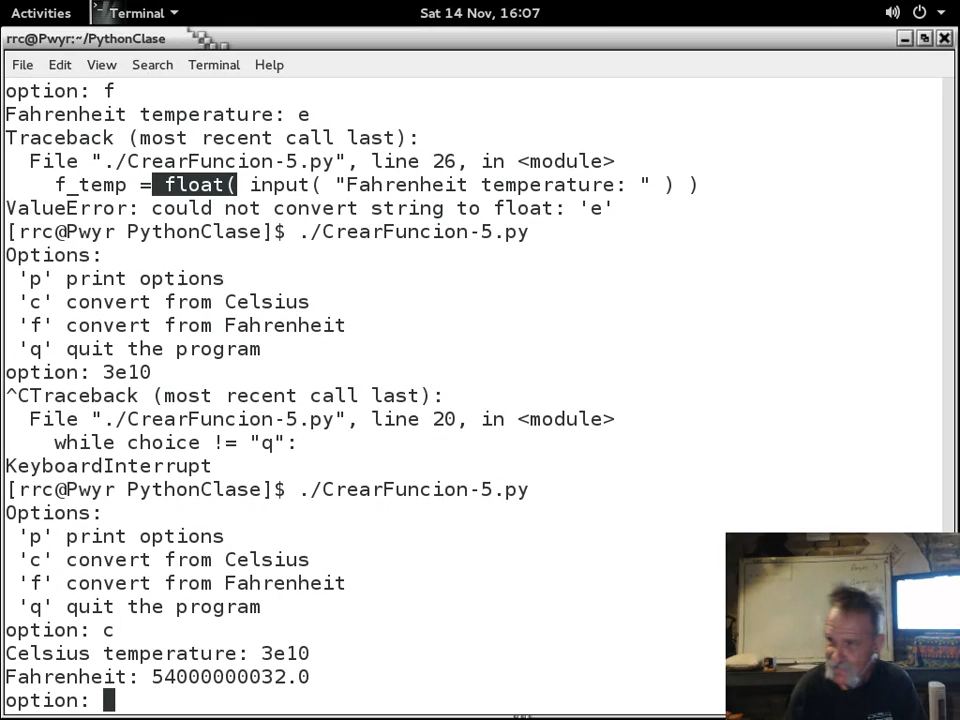 Activities
Terminal
Sat 14 Nov, 16:07
rrc@Pwyr:~/PythonClase
File Edit View Search Terminal Help
option: f
Fahrenheit temperature: e
Traceback (most recent call last):
  File "./CrearFuncion-5.py", line 26, in <module>
    f_temp = float( input( "Fahrenheit temperature: " ) )
ValueError: could not convert string to float: 'e'
[rrc@Pwyr PythonClase]$ ./CrearFuncion-5.py
Options:
 'p' print options
 'c' convert from Celsius
 'f' convert from Fahrenheit
 'q' quit the program
option: 3e10
^CTraceback (most recent call last):
  File "./CrearFuncion-5.py", line 20, in <module>
    while choice != "q":
KeyboardInterrupt
[rrc@Pwyr PythonClase]$ ./CrearFuncion-5.py
Options:
 'p' print options
 'c' convert from Celsius
 'f' convert from Fahrenheit
 'q' quit the program
option: c
Celsius temperature: 3e10
Fahrenheit: 54000000032.0
option: